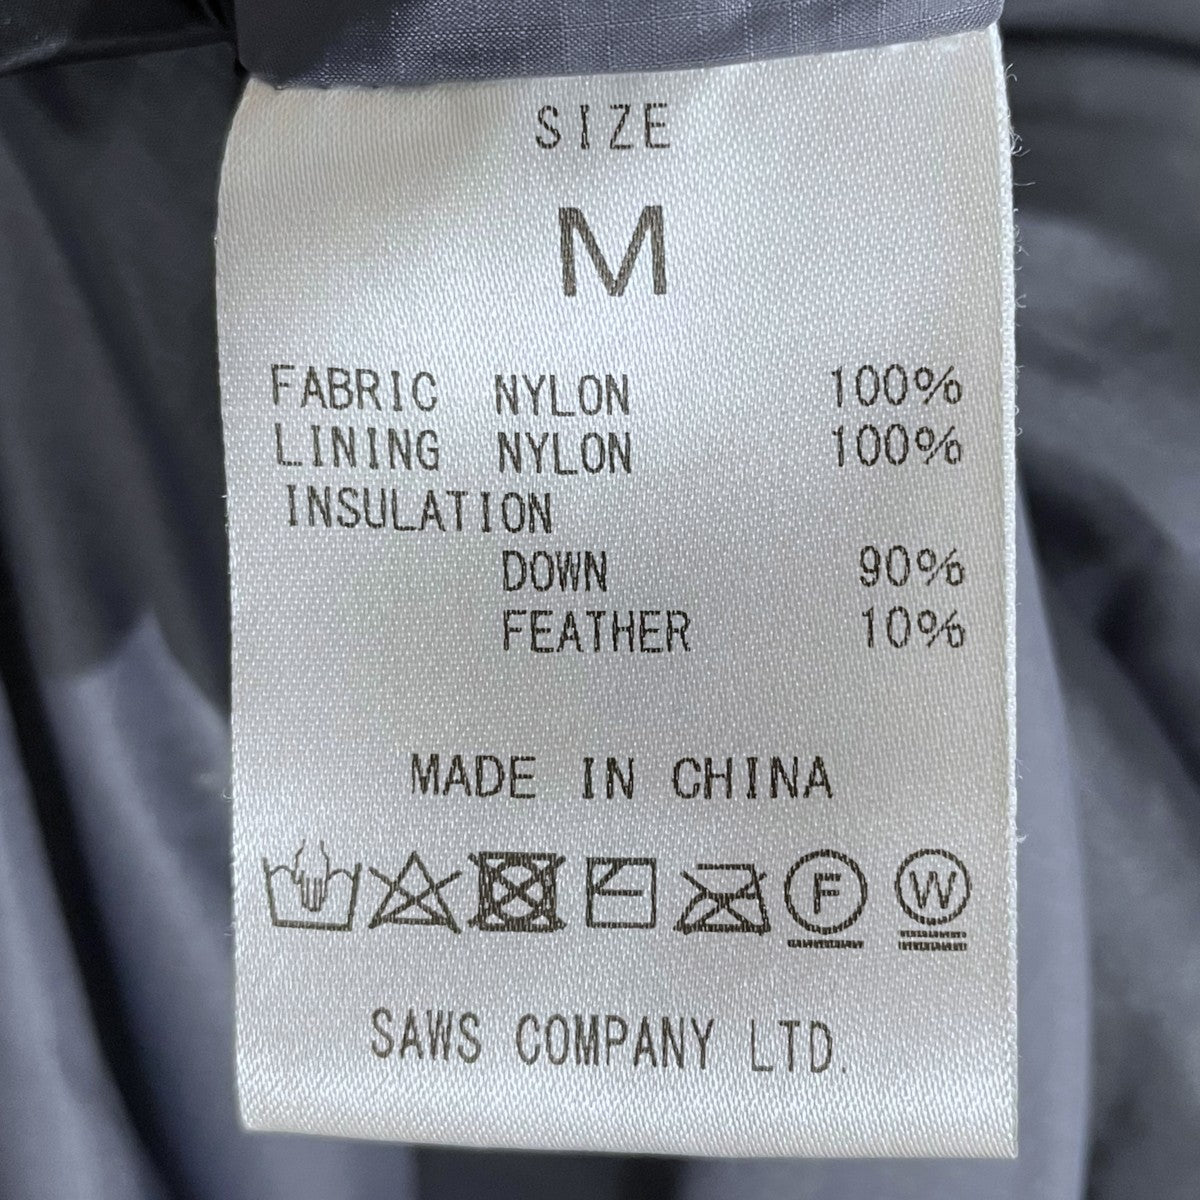 SIZE
M
FABRIC NYLON 100%
LINING NYLON 100%
INSULATION
DOWN 90%
FEATHER 10%
MADE IN CHINA
F W
SAWS COMPANY LTD.